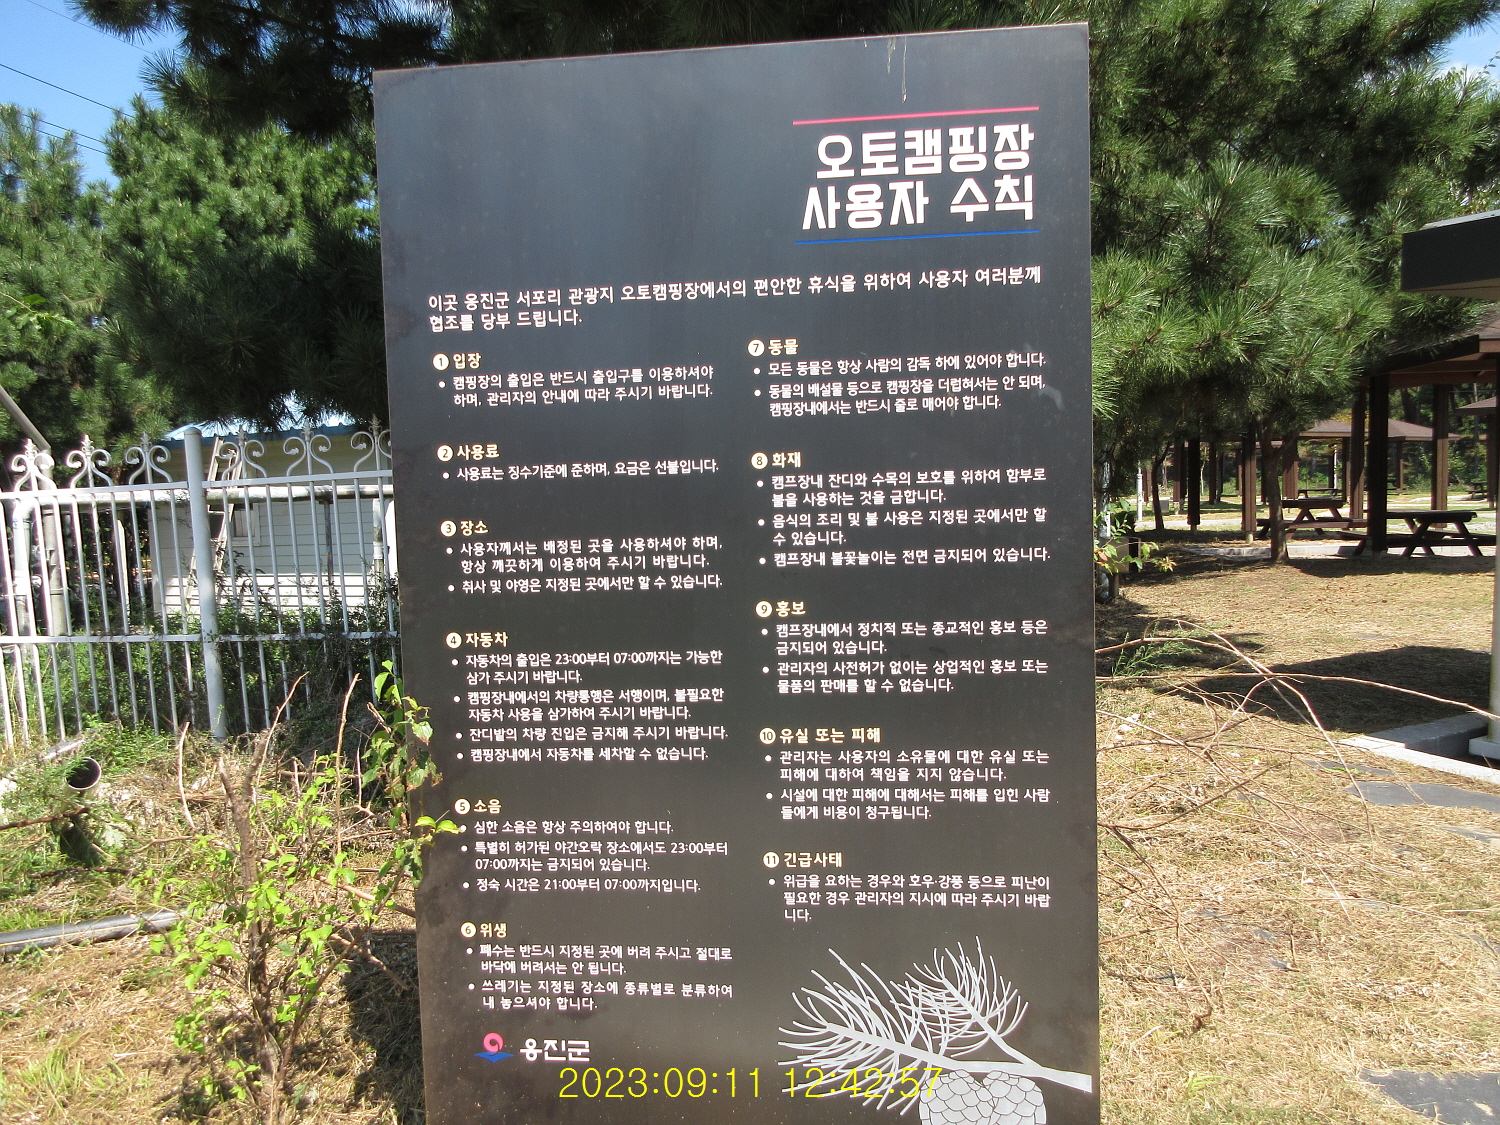 오토캠핑장
사용자 수칙
이곳 옹진군 서포리 관광지 오토캠핑장에서의 편안한 휴식을 위하여 사용자 여러분께
협조를 당부 드립니다.
1 입장
• 캠핑장의 출입은 반드시 출입구를 이용하셔야
하며, 관리자의 안내에 따라 주시기 바랍니다.
2 사용료
• 사용료는 징수기준에 준하며, 요금은 선불입니다.
3 장소
• 사용자께서는 배정된 곳을 사용하셔야 하며,
항상 깨끗하게 이용하여 주시기 바랍니다.
• 취사 및 야영은 지정된 곳에서만 할 수 있습니다.
4 자동차
• 자동차의 출입은 23:00부터 07:00까지는 가능한
삼가 주시기 바랍니다.
• 캠핑장내에서의 차량통행은 서행이며, 불필요한
자동차 사용을 삼가하여 주시기 바랍니다.
• 잔디밭의 차량 진입은 금지해 주시기 바랍니다.
• 캠핑장내에서 자동차를 세차할 수 없습니다.
5 소음
• 심한 소음은 항상 주의하여야 합니다.
• 특별히 허가된 야간오락 장소에서도 23:00부터
07:00까지는 금지되어 있습니다.
• 정숙 시간은 21:00부터 07:00까지입니다.
6 위생
• 폐수는 반드시 지정된 곳에 버려 주시고 절대로
바닥에 버려서는 안 됩니다.
• 쓰레기는 지정된 장소에 종류별로 분류하여
내 놓으셔야 합니다.
7 동물
• 모든 동물은 항상 사람의 감독 하에 있어야 합니다.
• 동물의 배설물 등으로 캠핑장을 더럽혀서는 안 되며,
캠핑장내에서는 반드시 줄로 매어야 합니다.
8 화재
• 캠프장내 잔디와 수목의 보호를 위하여 함부로
불을 사용하는 것을 금합니다.
• 음식의 조리 및 불 사용은 지정된 곳에서만 할
수 있습니다.
• 캠프장내 불꽃놀이는 전면 금지되어 있습니다.
9 홍보
• 캠프장내에서 정치적 또는 종교적인 홍보 등은
금지되어 있습니다.
• 관리자의 사전허가 없이는 상업적인 홍보 또는
물품의 판매를 할 수 없습니다.
10 유실 또는 피해
• 관리자는 사용자의 소유물에 대한 유실 또는
피해에 대하여 책임을 지지 않습니다.
• 시설에 대한 피해에 대해서는 피해를 입힌 사람
들에게 비용이 청구됩니다.
11 긴급사태
• 위급을 요하는 경우와 호우·강풍 등으로 피난이
필요한 경우 관리자의 지시에 따라 주시기 바랍
니다.
옹진군
2023:09:11 12:42:57